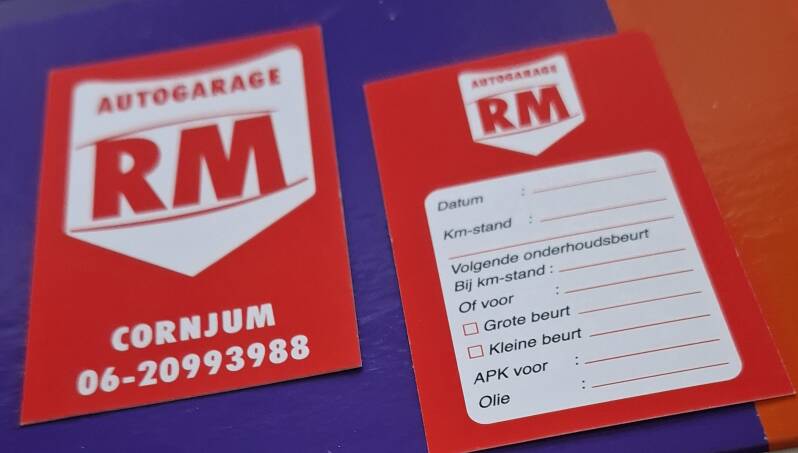 AUTOGARAGE
RM
CORNJUM
06-20993988
AUTOGARAGE
RM
Datum :
Km-stand :
Volgende onderhoudsbeurt
Bij km-stand :
Of voor :
Grote beurt
Kleine beurt
APK voor :
Olie :